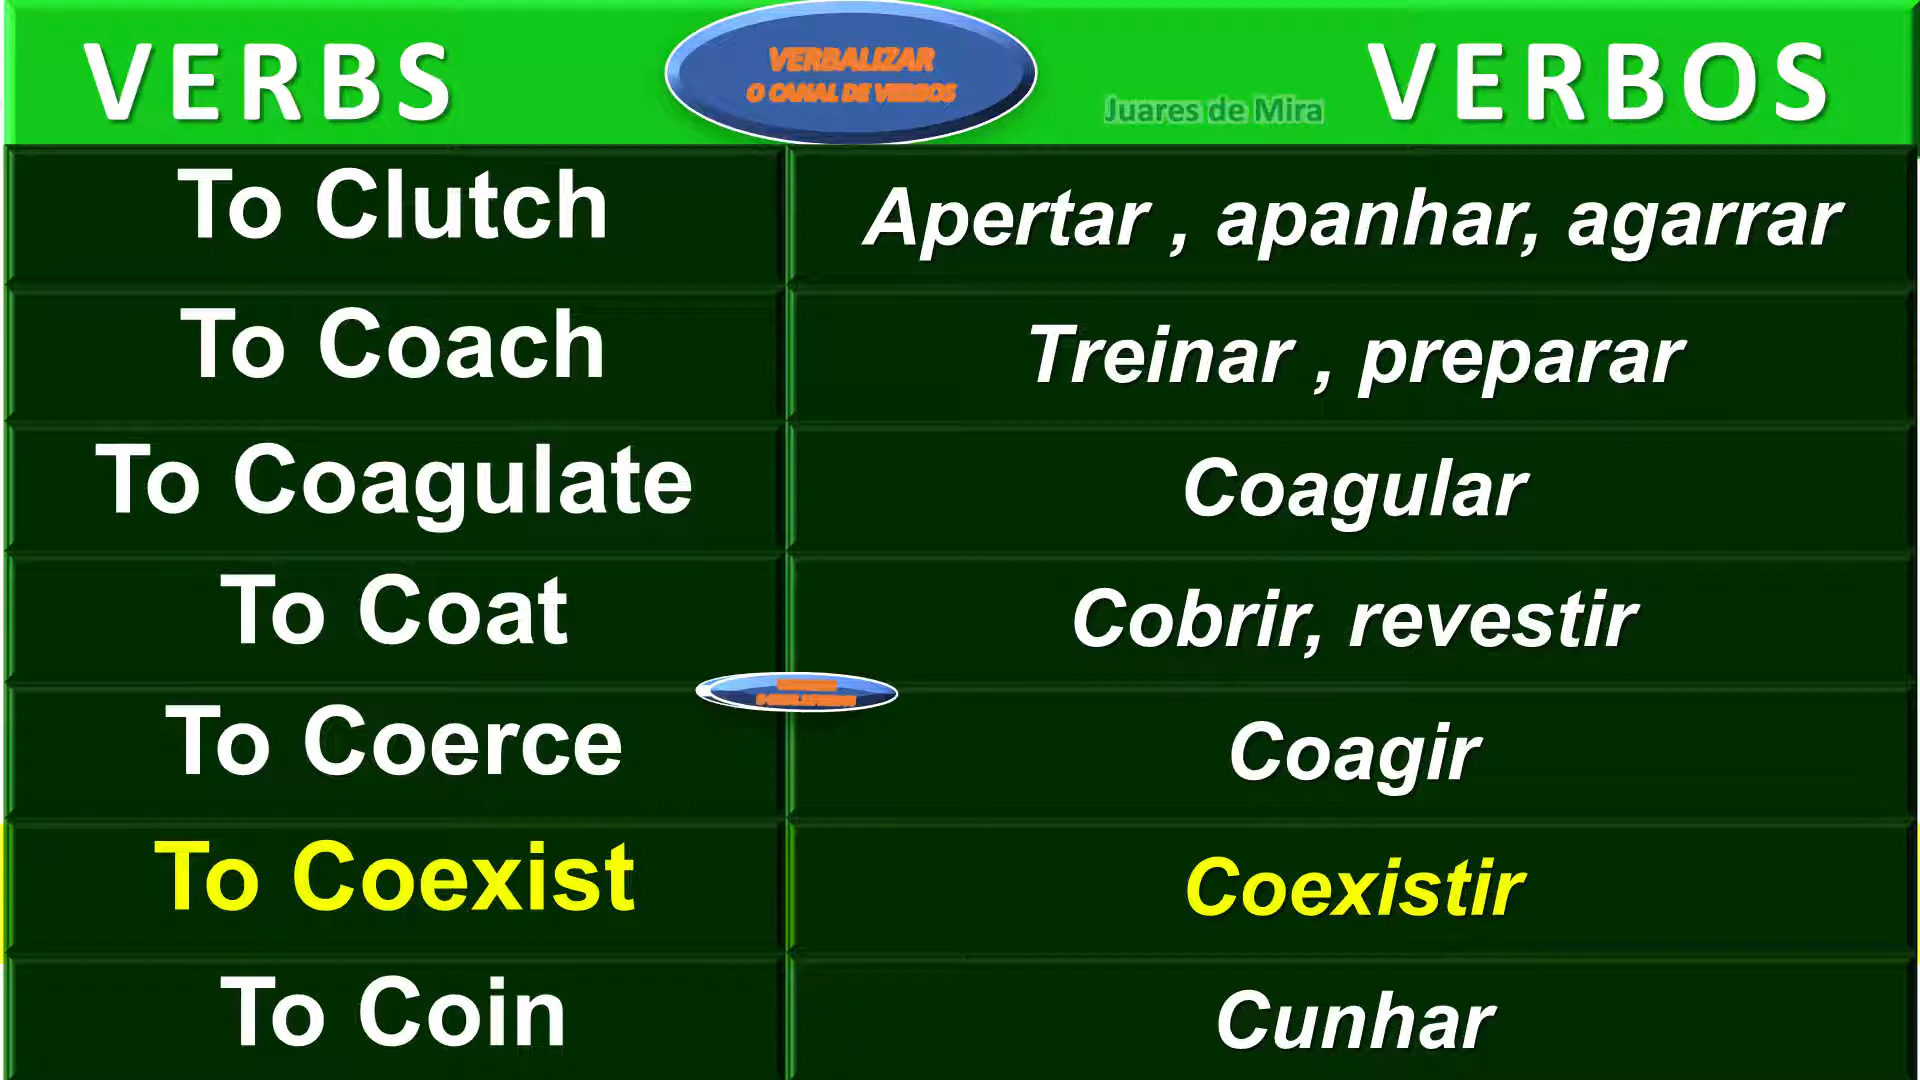 VERBS
VERBALIZAR
O CANAL DE VERBOS
Juares de Mira
VERBOS
To Clutch
Apertar , apanhar, agarrar
To Coach
Treinar , preparar
To Coagulate
Coagular
To Coat
Cobrir, revestir
To Coerce
Coagir
To Coexist
Coexistir
To Coin
Cunhar